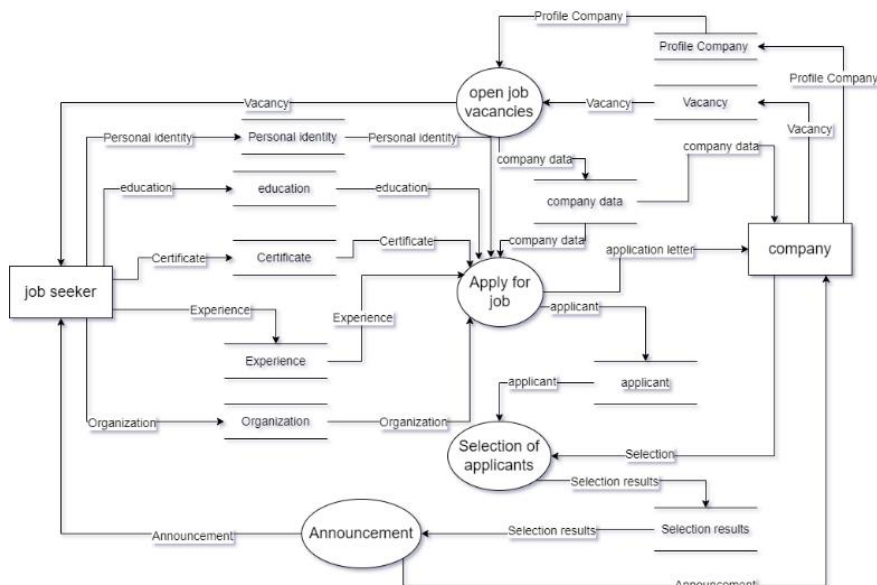 Profile Company
Profile Company
Profile Company
open job
vacancies
Vacancy
Vacancy
Vacancy
Vacancy
Personal identity
Personal identity
Personal identity
company data
company data
education
education
education
company data
company data
Certificate
Certificate
Certificate
application letter
company
job seeker
Apply for
job
Experience
Experience
applicant
Experience
applicant
applicant
Organization
Organization
Organization
Selection of
applicants
Selection
Selection results
Announcement
Announcement
Selection results
Selection results
Announcement